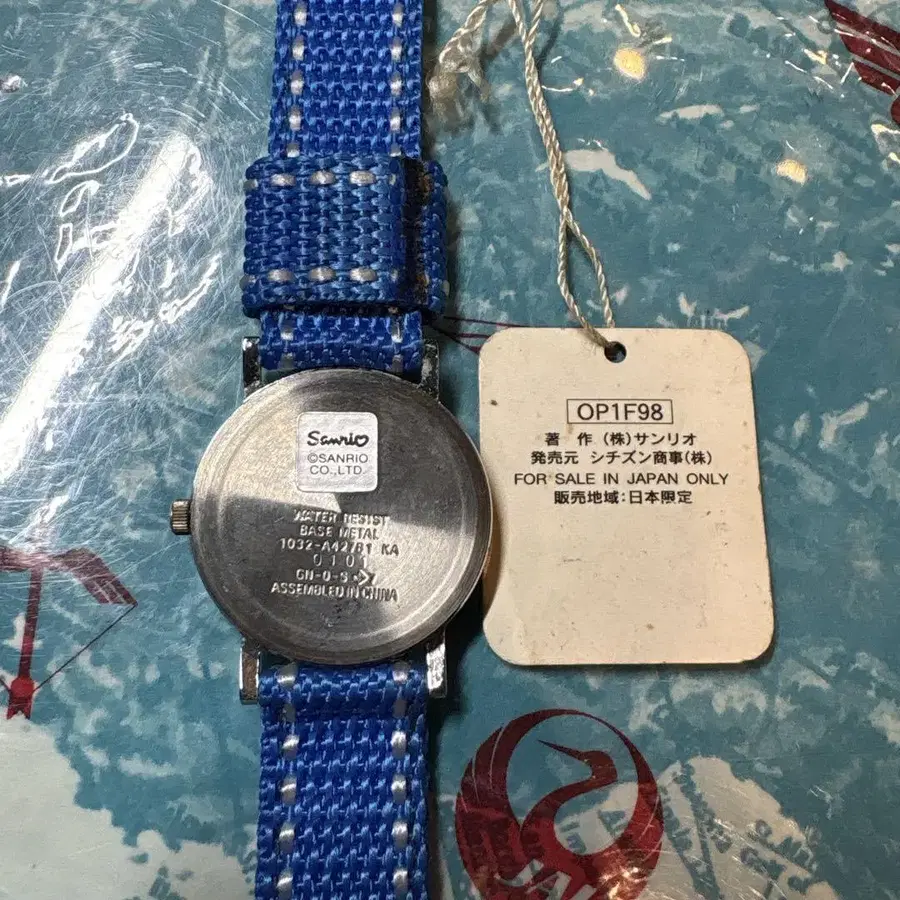 Sanrio
©SANRIO
CO.,LTD.
WATER RESIST
BASE METAL
1032-A42781 KA
0101
GN-0-S
ASSEMBLED IN CHINA
OP1F98
著 作 (株)サンリオ
発売元 シチズン商事(株)
FOR SALE IN JAPAN ONLY
販売地域:日本限定